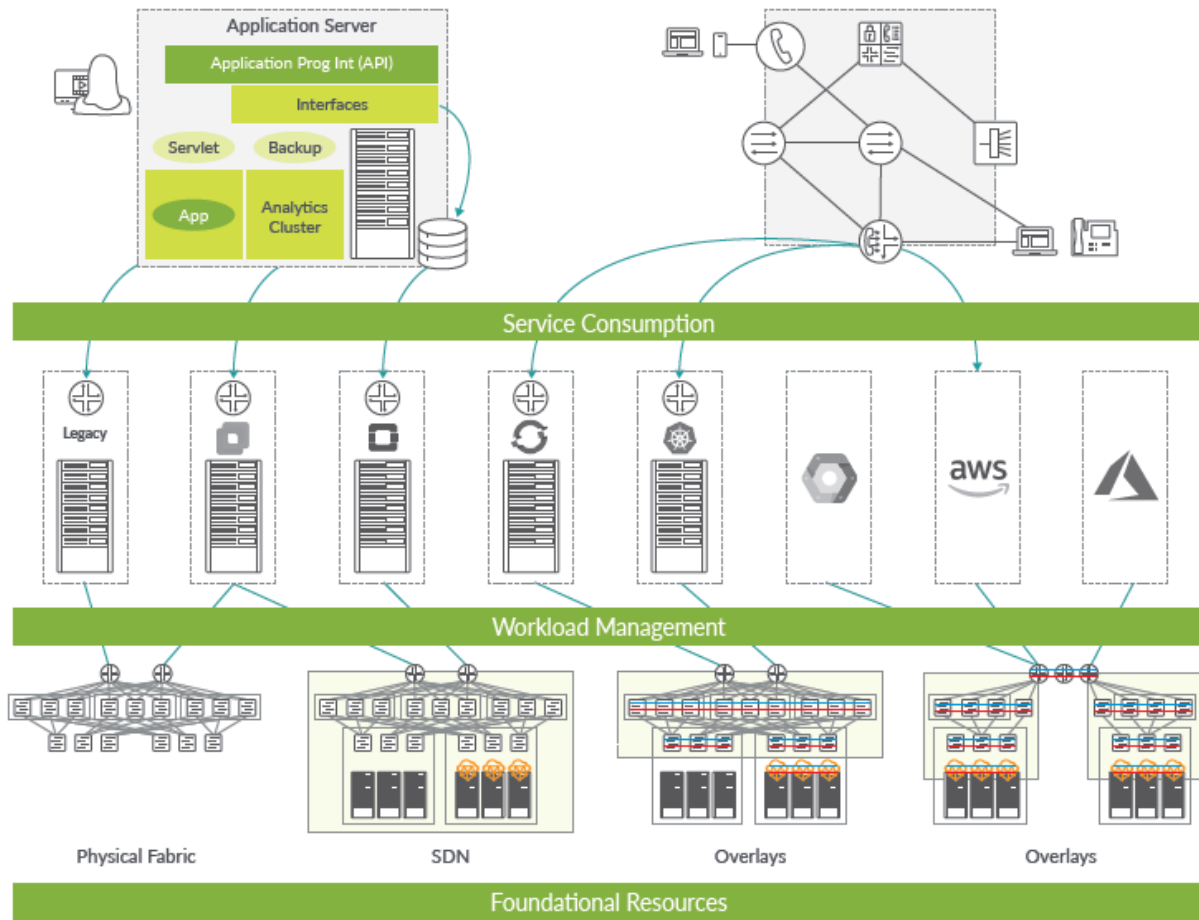 Application Server
Application Prog Int (API)
Interfaces
Servlet
Backup
App
Analytics
Cluster
Service Consumption
Legacy
aws
Workload Management
Physical Fabric
SDN
Overlays
Overlays
Foundational Resources